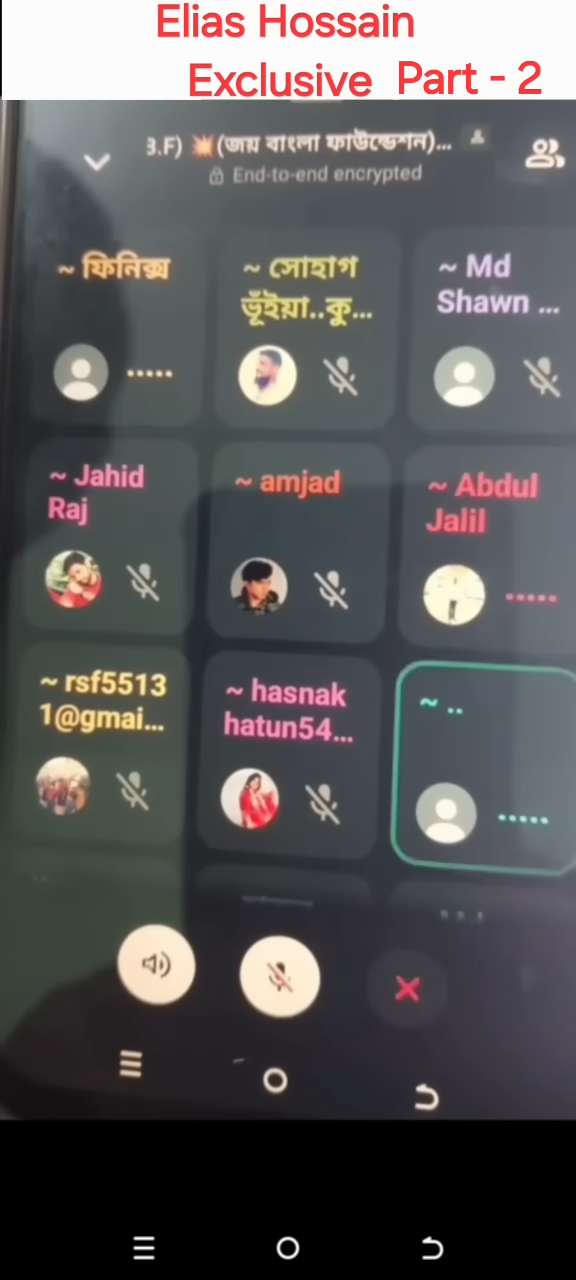 Elias Hossain
Exclusive Part - 2
3.F) 💥(জয় বাংলা ফাউন্ডেশন)...
End-to-end encrypted
~ ফিনিক্স
~ সোহাগ
ভূঁইয়া..কু...
~ Md
Shawn ...
~ Jahid
Raj
~ amjad
~ Abdul
Jalil
~ rsf5513
1@gmai...
~ hasnak
hatun54...
~ ..